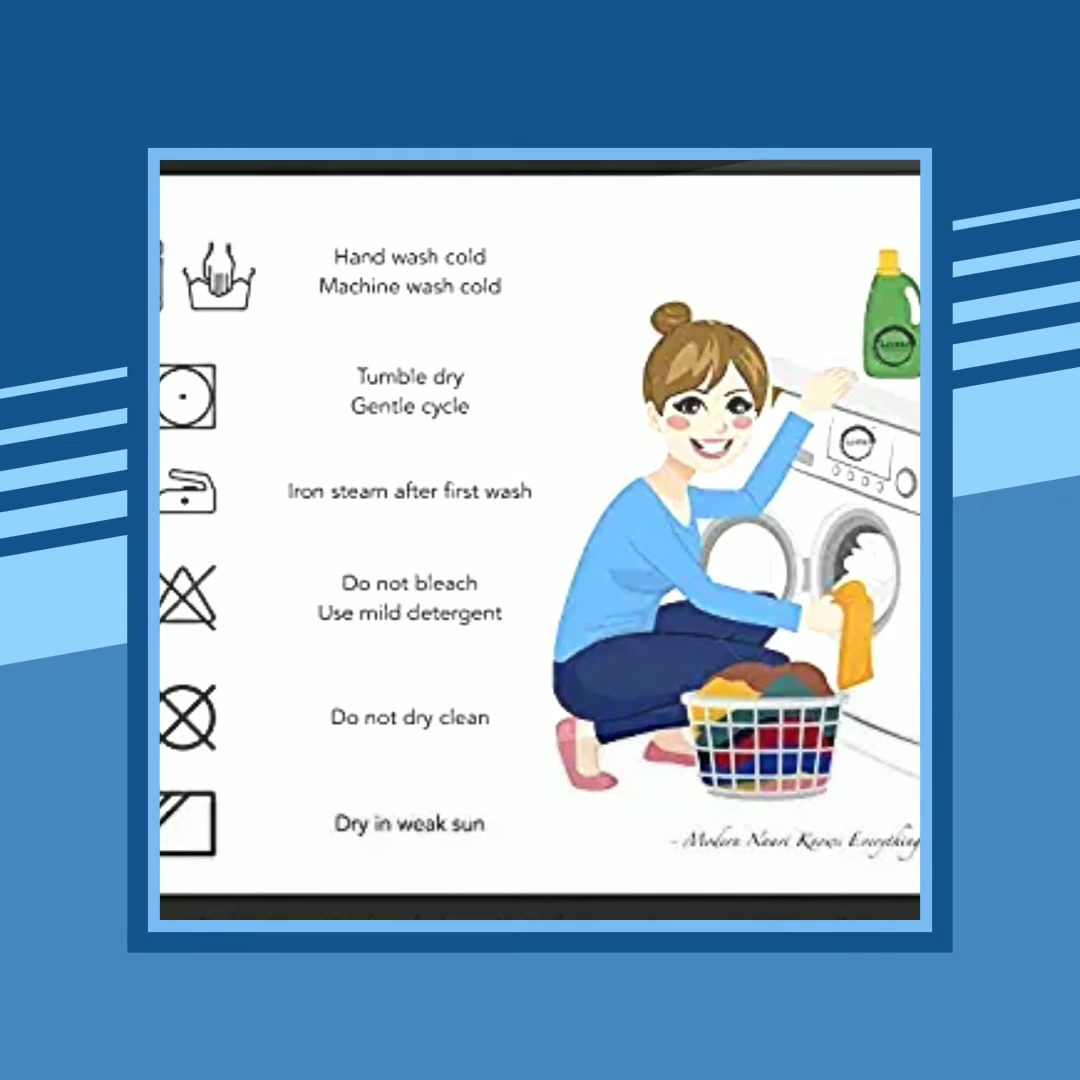 Hand wash cold
Machine wash cold
Tumble dry
Gentle cycle
Iron steam after first wash
Do not bleach
Use mild detergent
Do not dry clean
Dry in weak sun
- Modern Naari Knows Everything